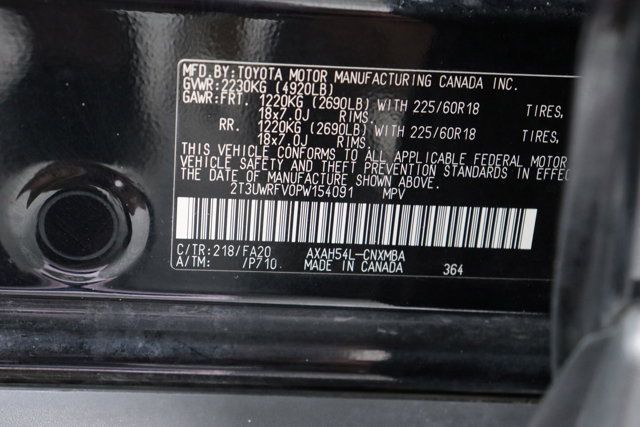 MFD.BY:TOYOTA MOTOR MANUFACTURING CANADA INC.
GVWR:2230KG (4920LB)
GAWR:FRT. 1220KG (2690LB) WITH 225/60R18 TIRES,
18x7.0J RIMS.
RR. 1220KG (2690LB) WITH 225/60R18 TIRES,
18x7.0J RIMS.
THIS VEHICLE CONFORMS TO ALL APPLICABLE FEDERAL MOTOR
VEHICLE SAFETY AND THEFT PREVENTION STANDARDS IN EFFEC
THE DATE OF MANUFACTURE SHOWN ABOVE.
2T3UWRFV0PW154091 MPV
C/TR:218/FA20 AXAH54L-CNXMBA
A/TM: /P710 MADE IN CANADA 364